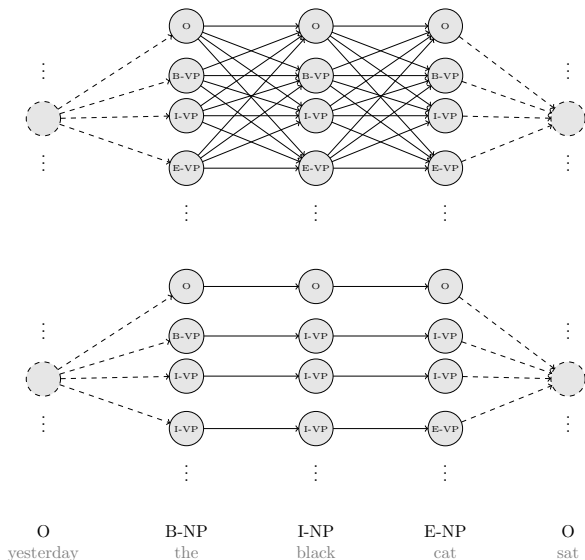 O O O
B-VP B-VP B-VP
I-VP I-VP I-VP
E-VP E-VP E-VP
O O O
B-VP I-VP I-VP
I-VP I-VP I-VP
I-VP I-VP E-VP
O B-NP I-NP E-NP O
yesterday the black cat sat